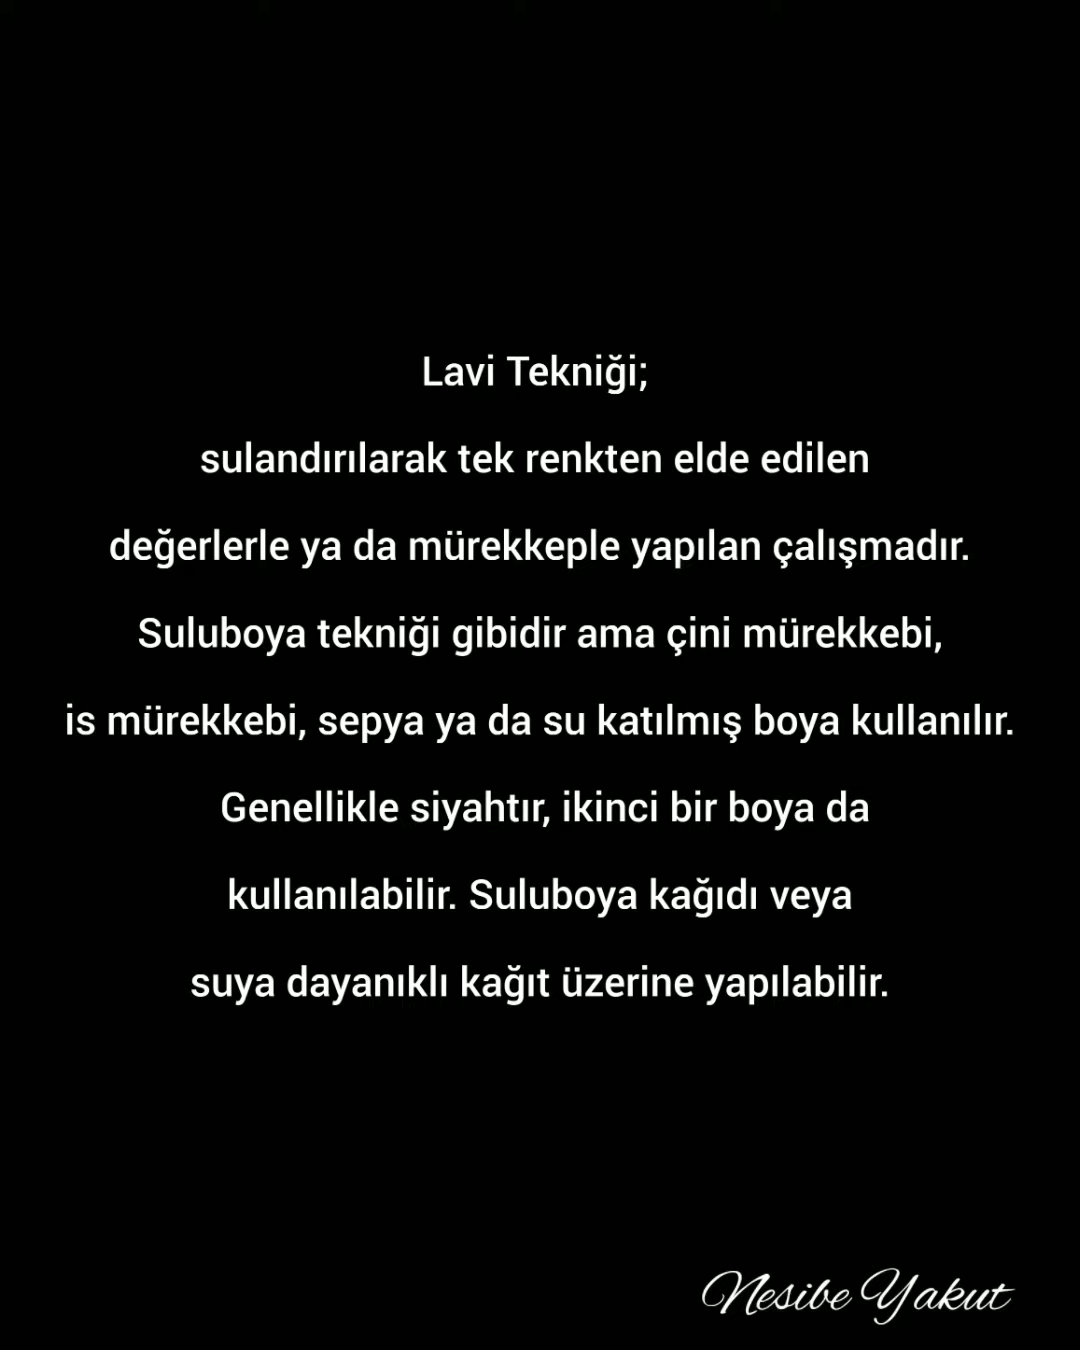 Lavi Tekniği;
sulandırılarak tek renkten elde edilen
değerlerle ya da mürekkeple yapılan çalışmadır.
Suluboya tekniği gibidir ama çini mürekkebi,
is mürekkebi, sepya ya da su katılmış boya kullanılır.
Genellikle siyahtır, ikinci bir boya da
kullanılabilir. Suluboya kağıdı veya
suya dayanıklı kağıt üzerine yapılabilir.
Nesibe Yakut